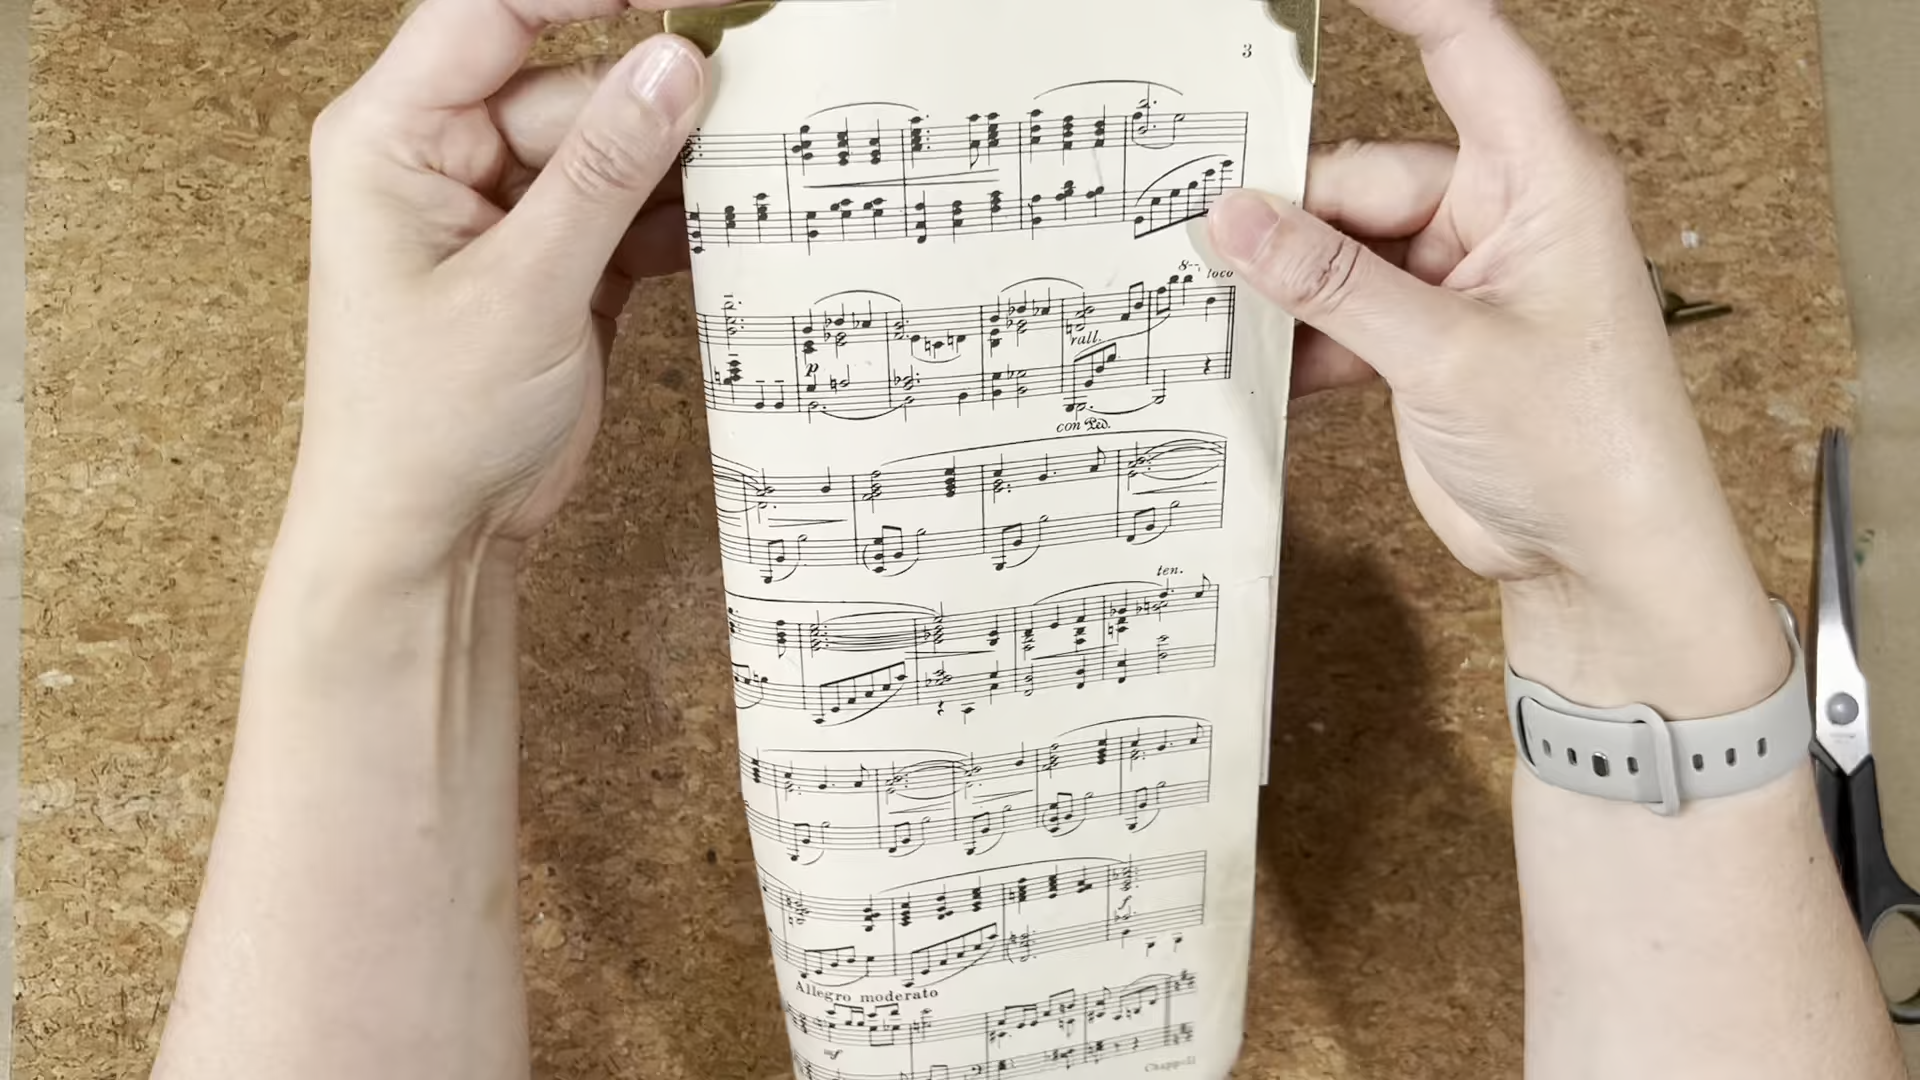 3
8--, loco
p
rall.
con Ped.
ten.
f
Allegro moderato
mf
Chappell